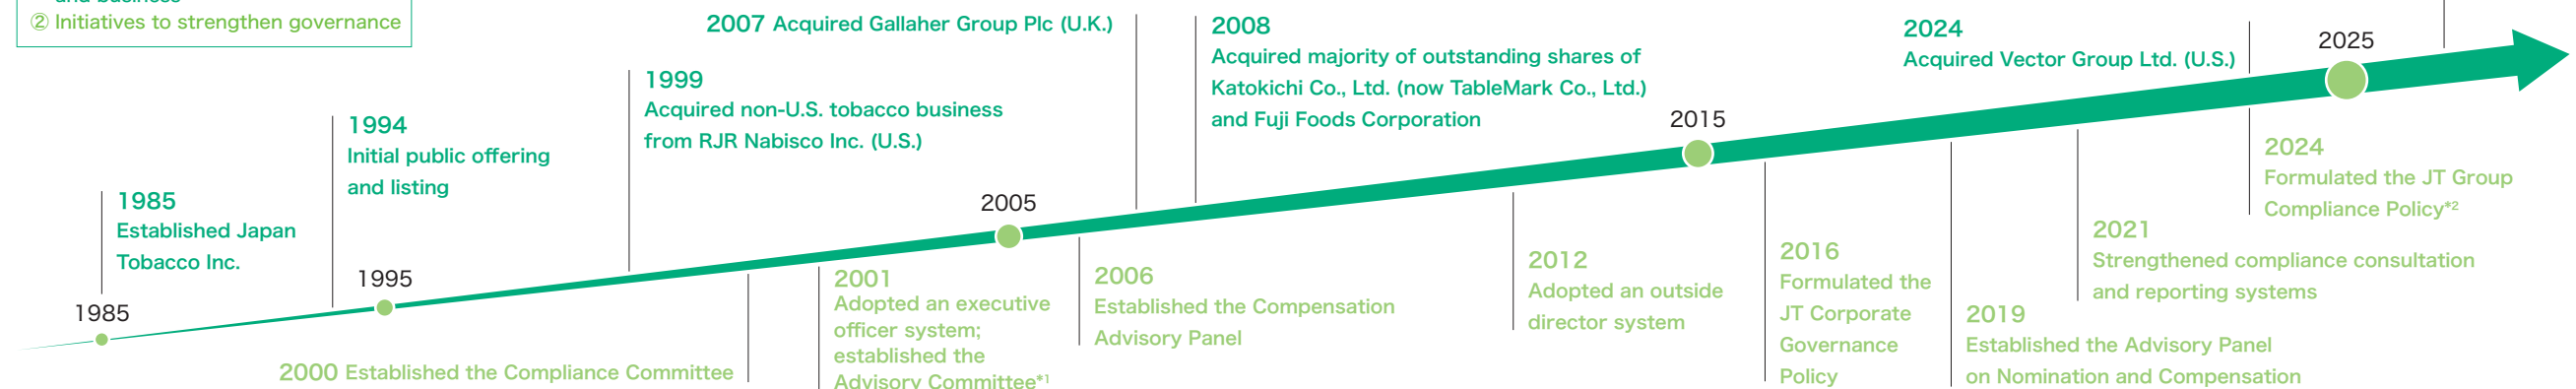 ② Initiatives to strengthen governance
1985
Established Japan
Tobacco Inc.
1985
1994
Initial public offering
and listing
1995
1999
Acquired non-U.S. tobacco business
from RJR Nabisco Inc. (U.S.)
2000 Established the Compliance Committee
2001
Adopted an executive
officer system;
established the
Advisory Committee*1
2005
2006
Established the Compensation
Advisory Panel
2007 Acquired Gallaher Group Plc (U.K.)
2008
Acquired majority of outstanding shares of
Katokichi Co., Ltd. (now TableMark Co., Ltd.)
and Fuji Foods Corporation
2012
Adopted an outside
director system
2015
2016
Formulated the
JT Corporate
Governance
Policy
2019
Established the Advisory Panel
on Nomination and Compensation
2021
Strengthened compliance consultation
and reporting systems
2024
Acquired Vector Group Ltd. (U.S.)
2024
Formulated the JT Group
Compliance Policy*2
2025